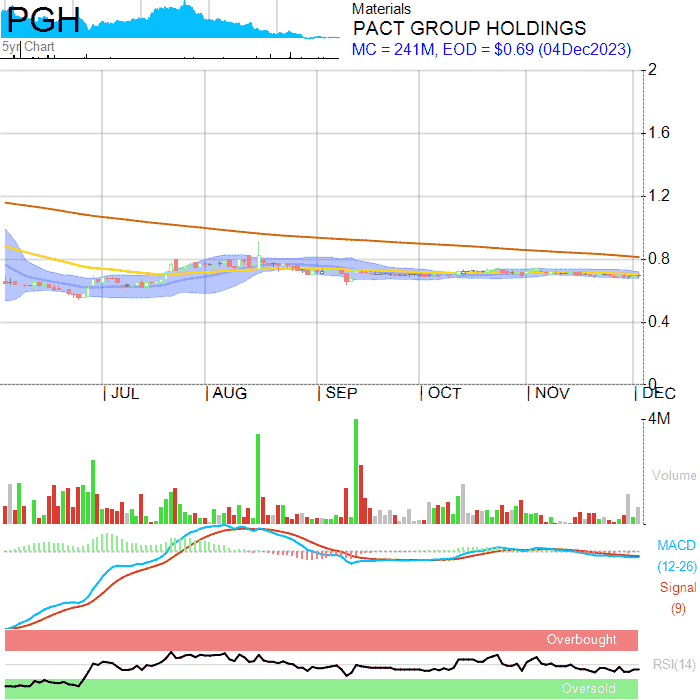 PGH
5yr Chart
Materials
PACT GROUP HOLDINGS
MC = 241M, EOD = $0.69 (04Dec2023)
2
1.6
1.2
0.8
0.4
0
JUL AUG SEP OCT NOV DEC
4M
Volume
MACD
(12-26)
Signal
(9)
Overbought
RSI(14)
Oversold